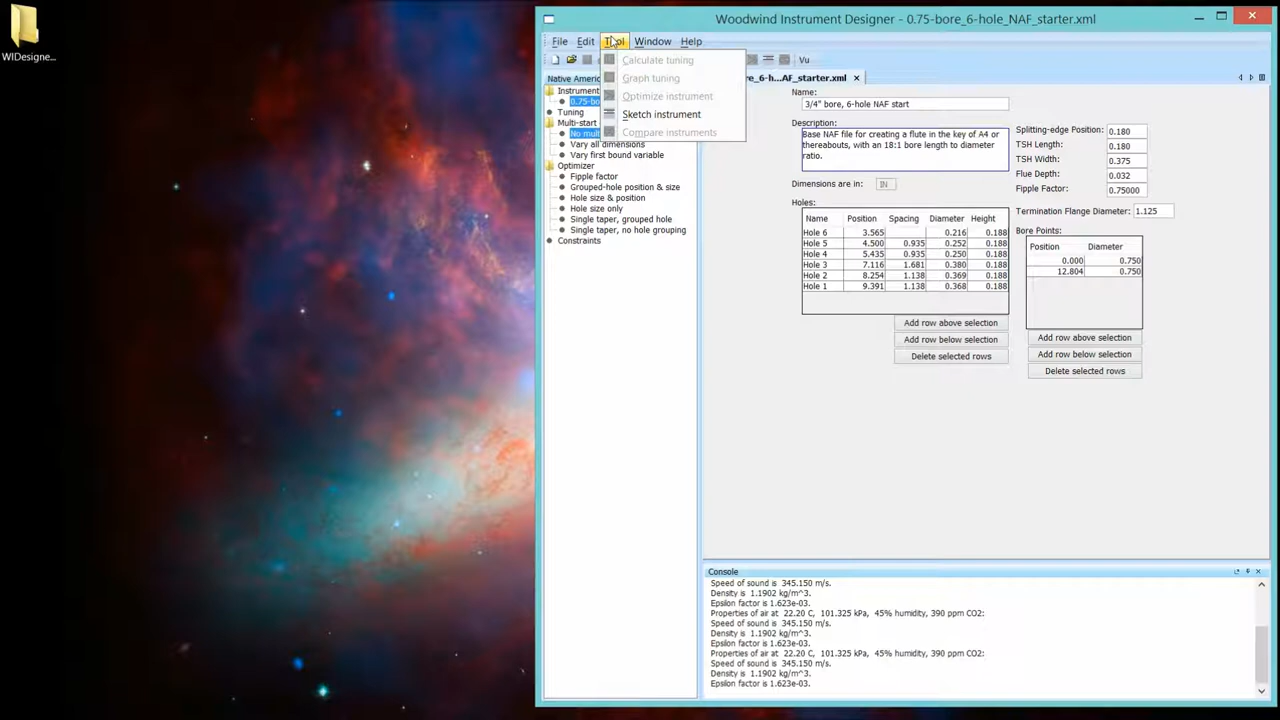 WIDesigne...
Woodwind Instrument Designer - 0.75-bore_6-hole_NAF_starter.xml
File Edit Tool Window Help
Vu
Calculate tuning
Graph tuning
Optimize instrument
Sketch instrument
Compare instruments
Native Ameri
Instrument
0.75-bo
Tuning
Multi-start
No mult
Vary all dimensions
Vary first bound variable
Optimizer
Fipple factor
Grouped-hole position & size
Hole size & position
Hole size only
Single taper, grouped hole
Single taper, no hole grouping
Constraints
e_6-h...AF_starter.xml
Name:
3/4" bore, 6-hole NAF start
Description:
Base NAF file for creating a flute in the key of A4 or
thereabouts, with an 18:1 bore length to diameter
ratio.
Dimensions are in: IN
Holes:
Name Position Spacing Diameter Height
Hole 6 3.565 0.216 0.188
Hole 5 4.500 0.935 0.252 0.188
Hole 4 5.435 0.935 0.250 0.188
Hole 3 7.116 1.681 0.380 0.188
Hole 2 8.254 1.138 0.369 0.188
Hole 1 9.391 1.138 0.368 0.188
Add row above selection
Add row below selection
Delete selected rows
Splitting-edge Position: 0.180
TSH Length: 0.180
TSH Width: 0.375
Flue Depth: 0.032
Fipple Factor: 0.75000
Termination Flange Diameter: 1.125
Bore Points:
Position Diameter
0.000 0.750
12.804 0.750
Add row above selection
Add row below selection
Delete selected rows
Console
Speed of sound is 345.150 m/s.
Density is 1.1902 kg/m^3.
Epsilon factor is 1.623e-03.
Properties of air at 22.20 C, 101.325 kPa, 45% humidity, 390 ppm CO2:
Speed of sound is 345.150 m/s.
Density is 1.1902 kg/m^3.
Epsilon factor is 1.623e-03.
Properties of air at 22.20 C, 101.325 kPa, 45% humidity, 390 ppm CO2:
Speed of sound is 345.150 m/s.
Density is 1.1902 kg/m^3.
Epsilon factor is 1.623e-03.